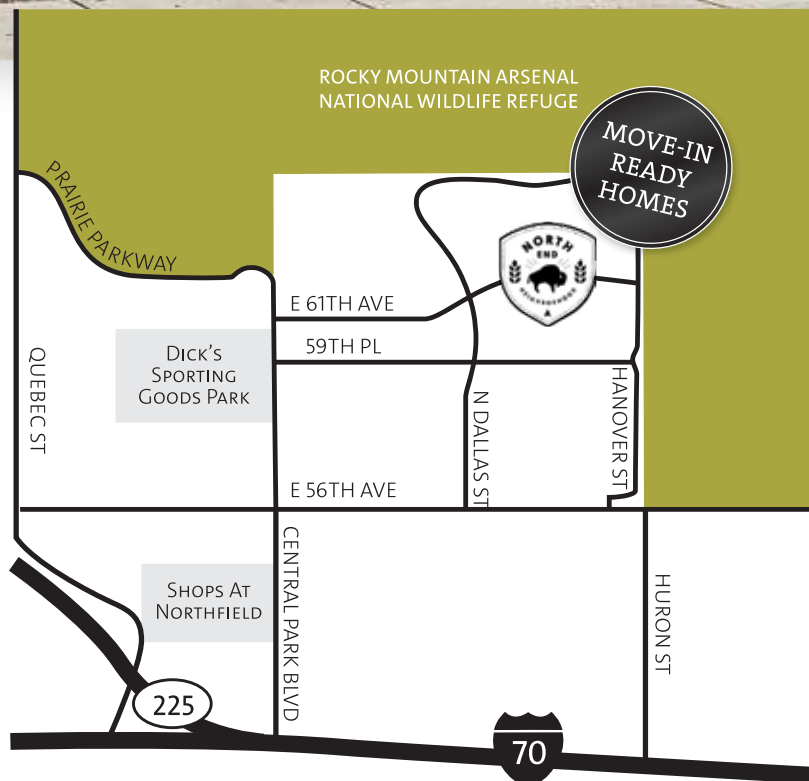 ROCKY MOUNTAIN ARSENAL
NATIONAL WILDLIFE REFUGE
MOVE-IN
READY
HOMES
PRAIRIE PARKWAY
NORTH
END
NEIGHBORHOOD
E 61TH AVE
59TH PL
DICK'S
SPORTING
GOODS PARK
QUEBEC ST
N DALLAS ST
HANOVER ST
E 56TH AVE
SHOPS AT
NORTHFIELD
CENTRAL PARK BLVD
HURON ST
225
70